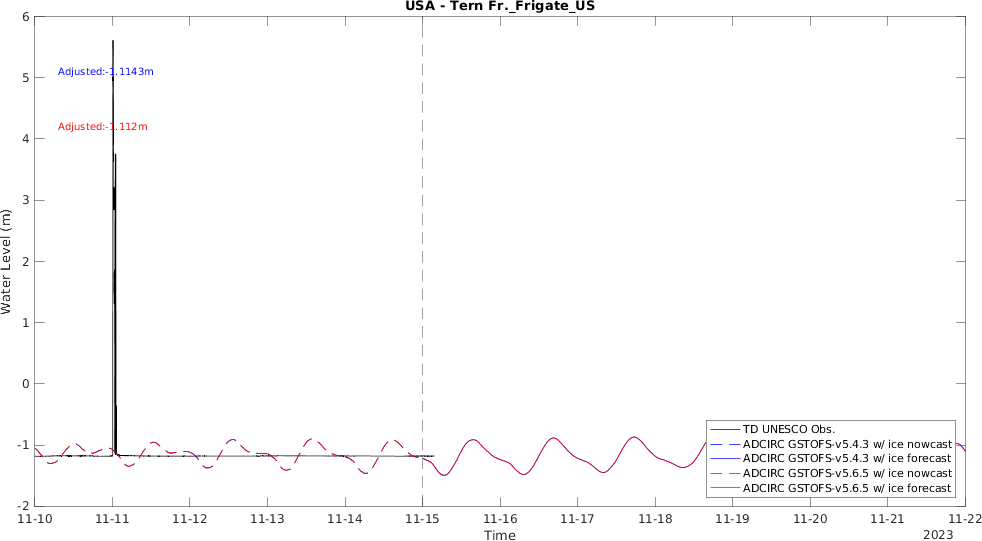 USA - Tern Fr._Frigate_US
6
5
4
3
2
1
0
-1
-2
Water Level (m)
Adjusted:-1.1143m
Adjusted:-1.112m
TD UNESCO Obs.
ADCIRC GSTOFS-v5.4.3 w/ ice nowcast
ADCIRC GSTOFS-v5.4.3 w/ ice forecast
ADCIRC GSTOFS-v5.6.5 w/ ice nowcast
ADCIRC GSTOFS-v5.6.5 w/ ice forecast
11-10 11-11 11-12 11-13 11-14 11-15 11-16 11-17 11-18 11-19 11-20 11-21 11-22
Time
2023